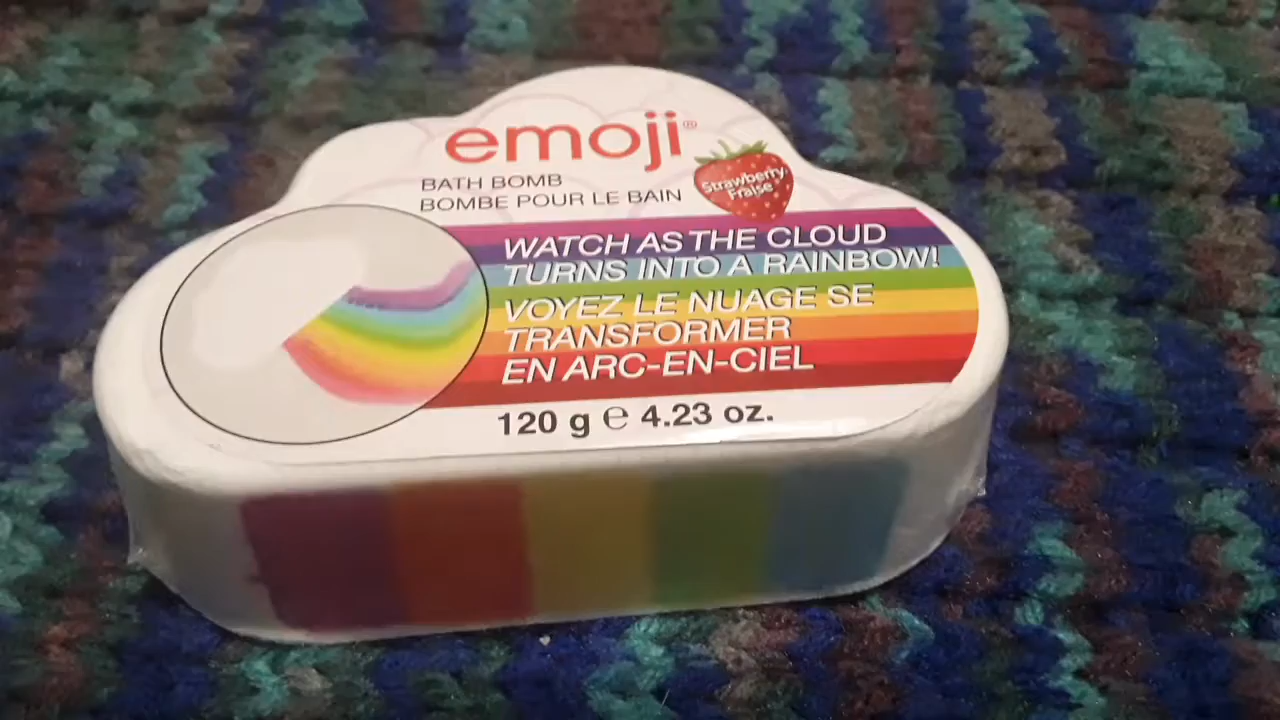 emoji®
BATH BOMB
BOMBE POUR LE BAIN
Strawberry
Fraise
WATCH AS THE CLOUD
TURNS INTO A RAINBOW!
VOYEZ LE NUAGE SE
TRANSFORMER
EN ARC-EN-CIEL
120 g ℮ 4.23 oz.